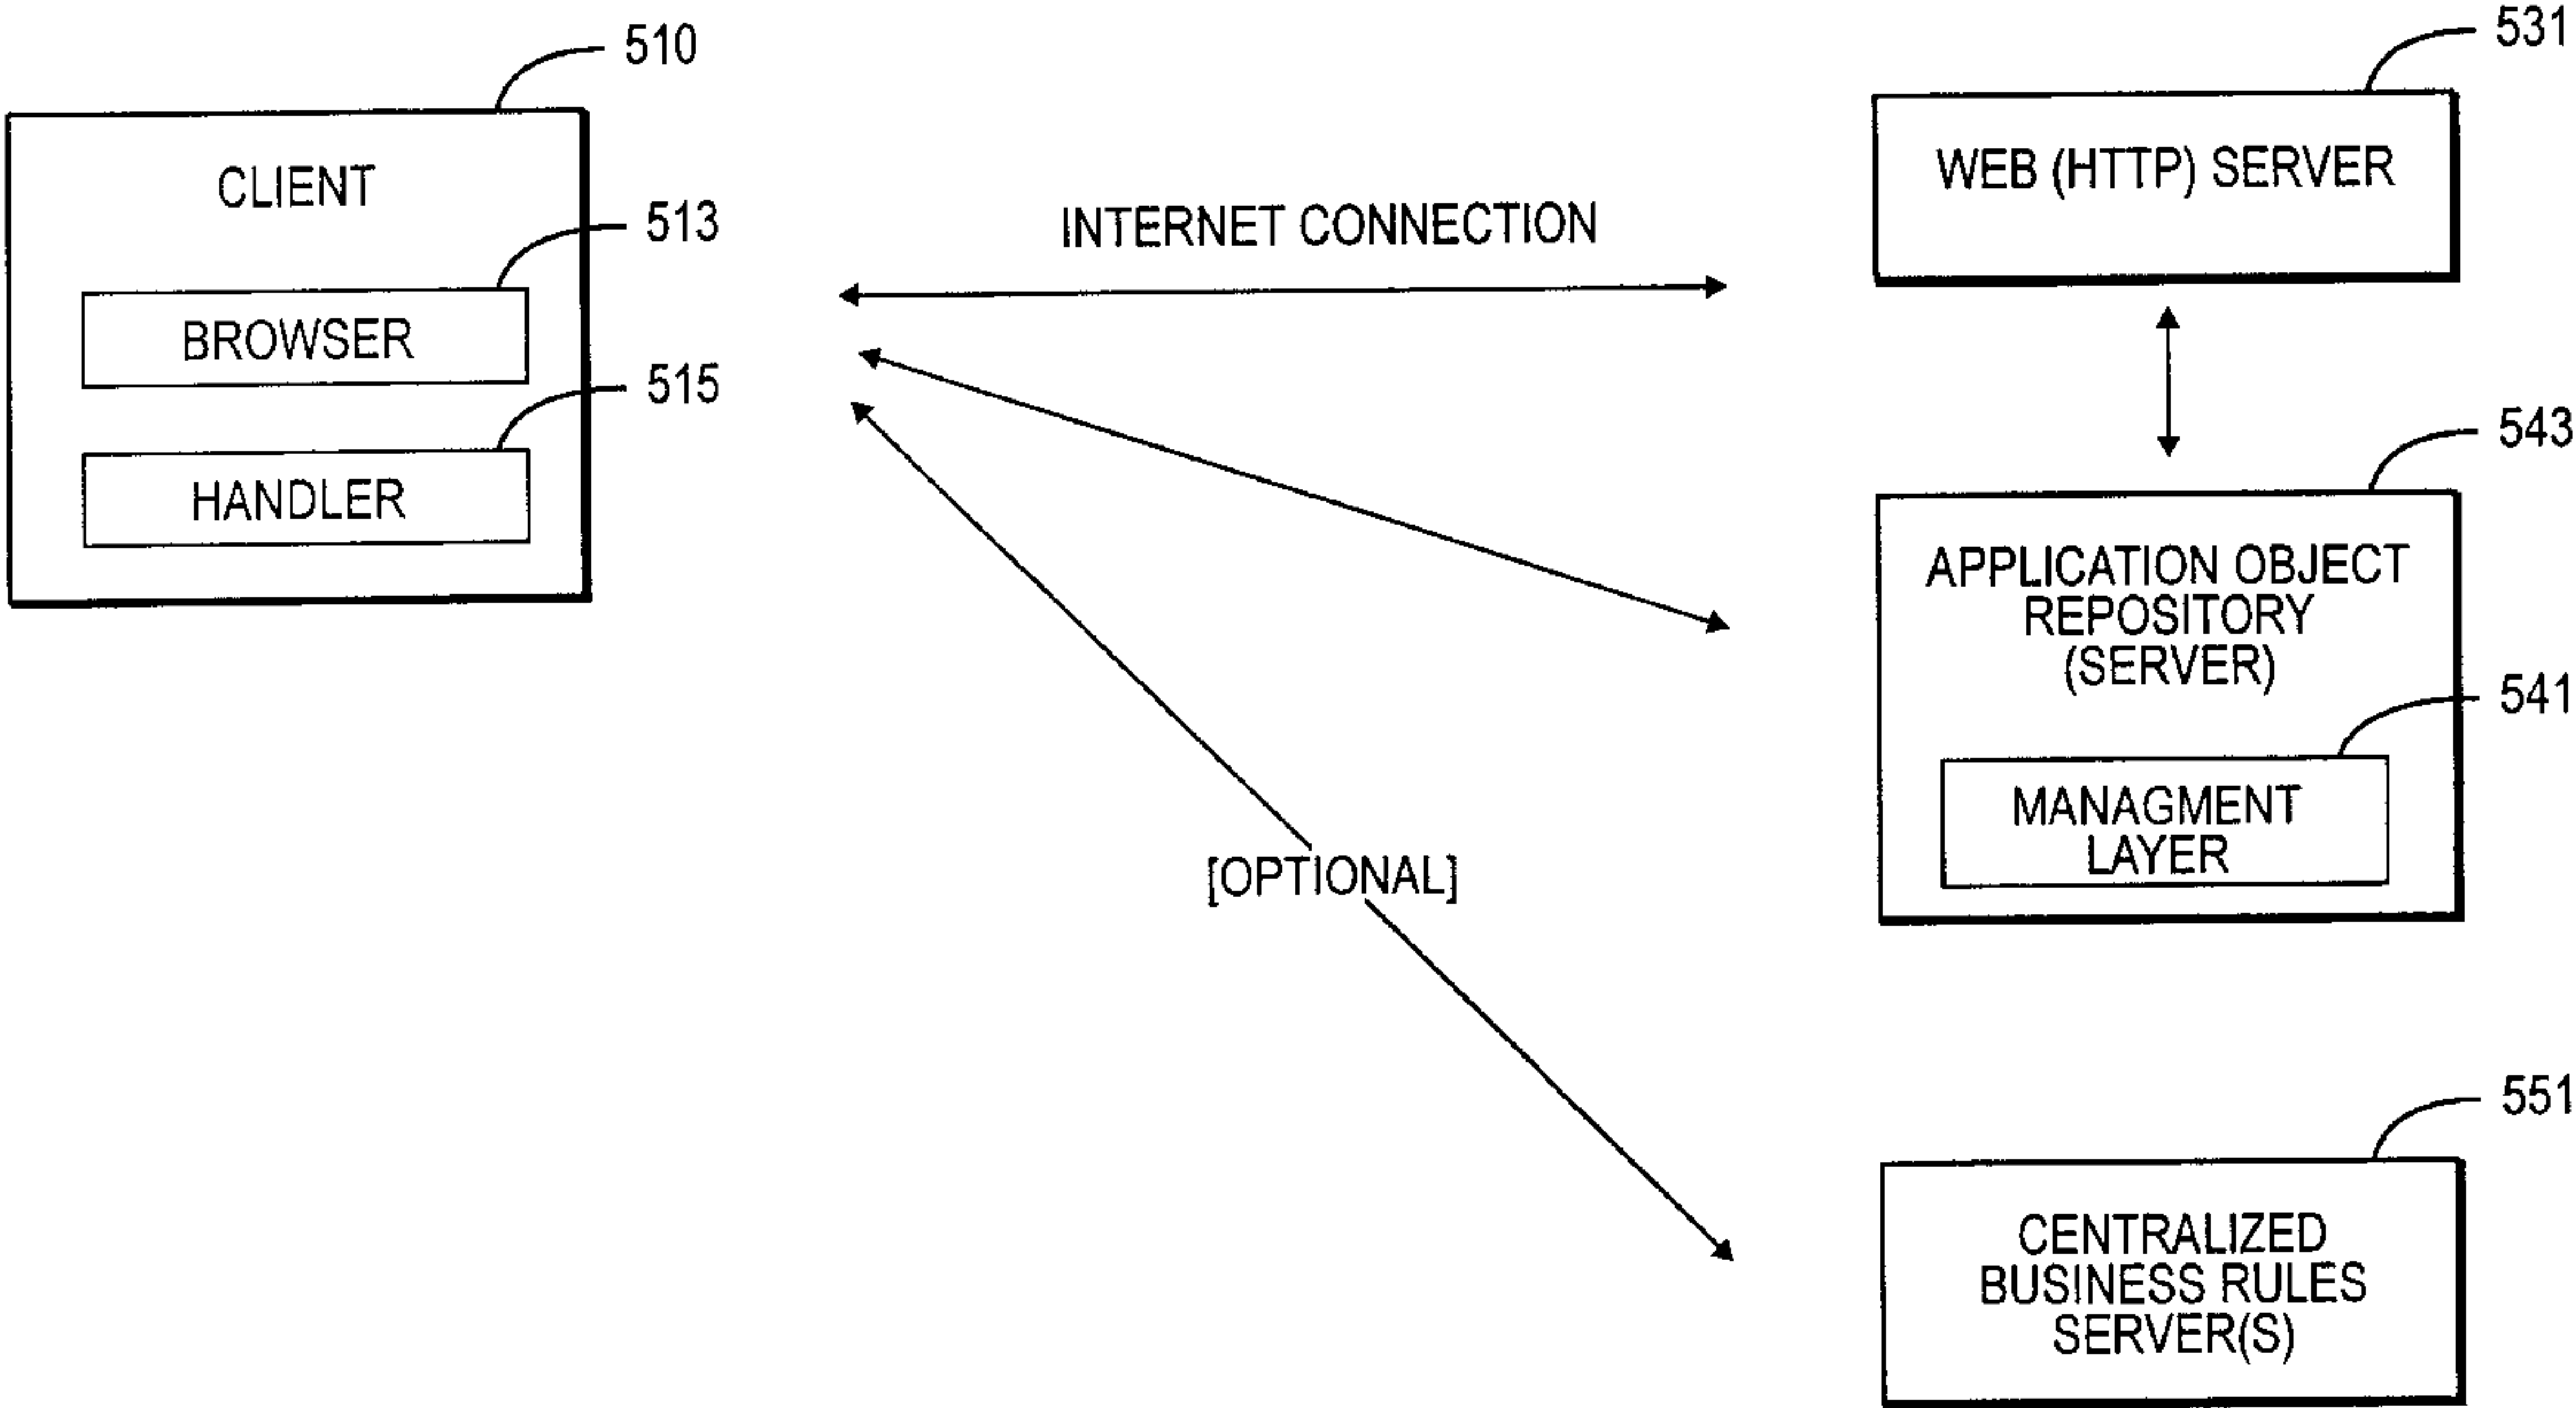 510
CLIENT
513
BROWSER
515
HANDLER
INTERNET CONNECTION
[OPTIONAL]
531
WEB (HTTP) SERVER
543
APPLICATION OBJECT
REPOSITORY
(SERVER)
541
MANAGMENT
LAYER
551
CENTRALIZED
BUSINESS RULES
SERVER(S)